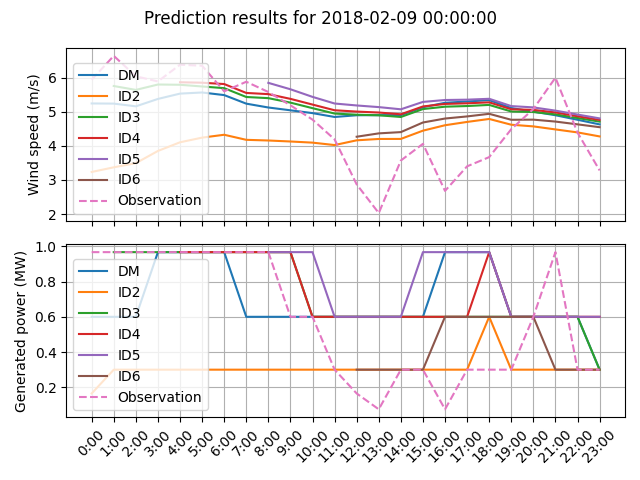 Prediction results for 2018-02-09 00:00:00
Wind speed (m/s)
6
5
4
3
2
DM
ID2
ID3
ID4
ID5
ID6
Observation
Generated power (MW)
1.0
0.8
0.6
0.4
0.2
DM
ID2
ID3
ID4
ID5
ID6
Observation
0:00 1:00 2:00 3:00 4:00 5:00 6:00 7:00 8:00 9:00 10:00 11:00 12:00 13:00 14:00 15:00 16:00 17:00 18:00 19:00 20:00 21:00 22:00 23:00